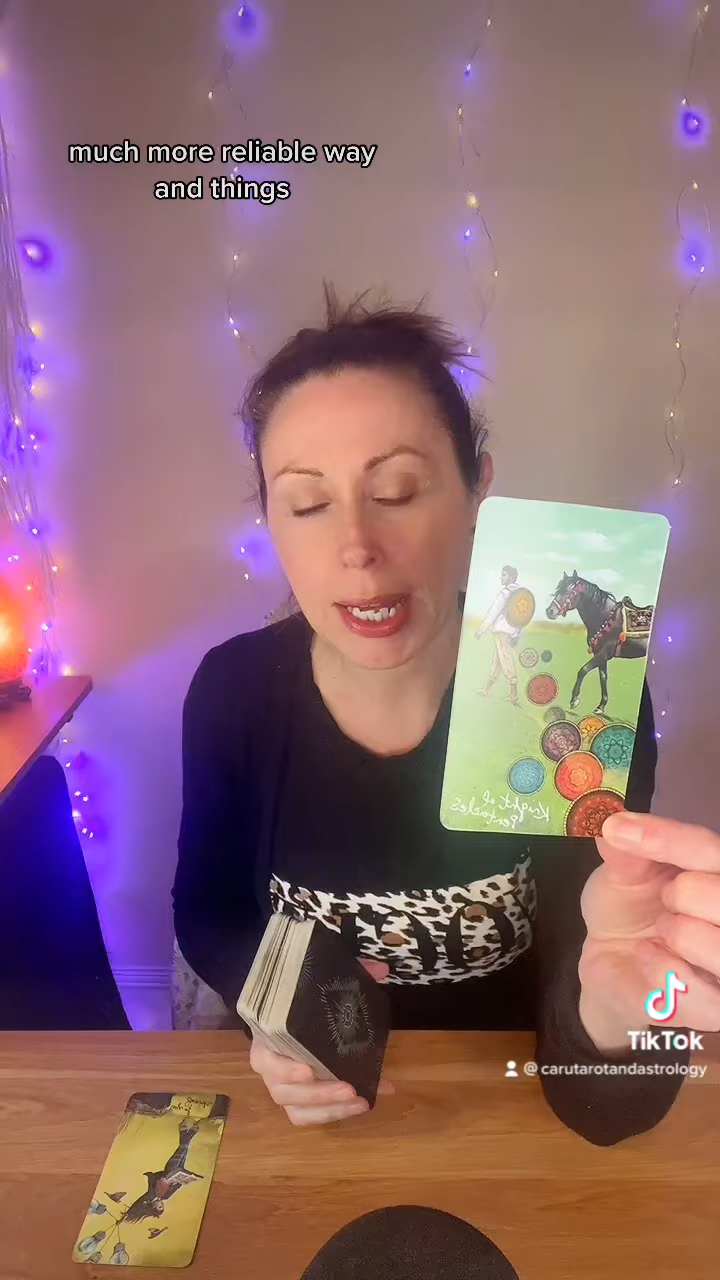 much more reliable way
and things
Knight of
Pentacles
TikTok
@carutarotandastrology